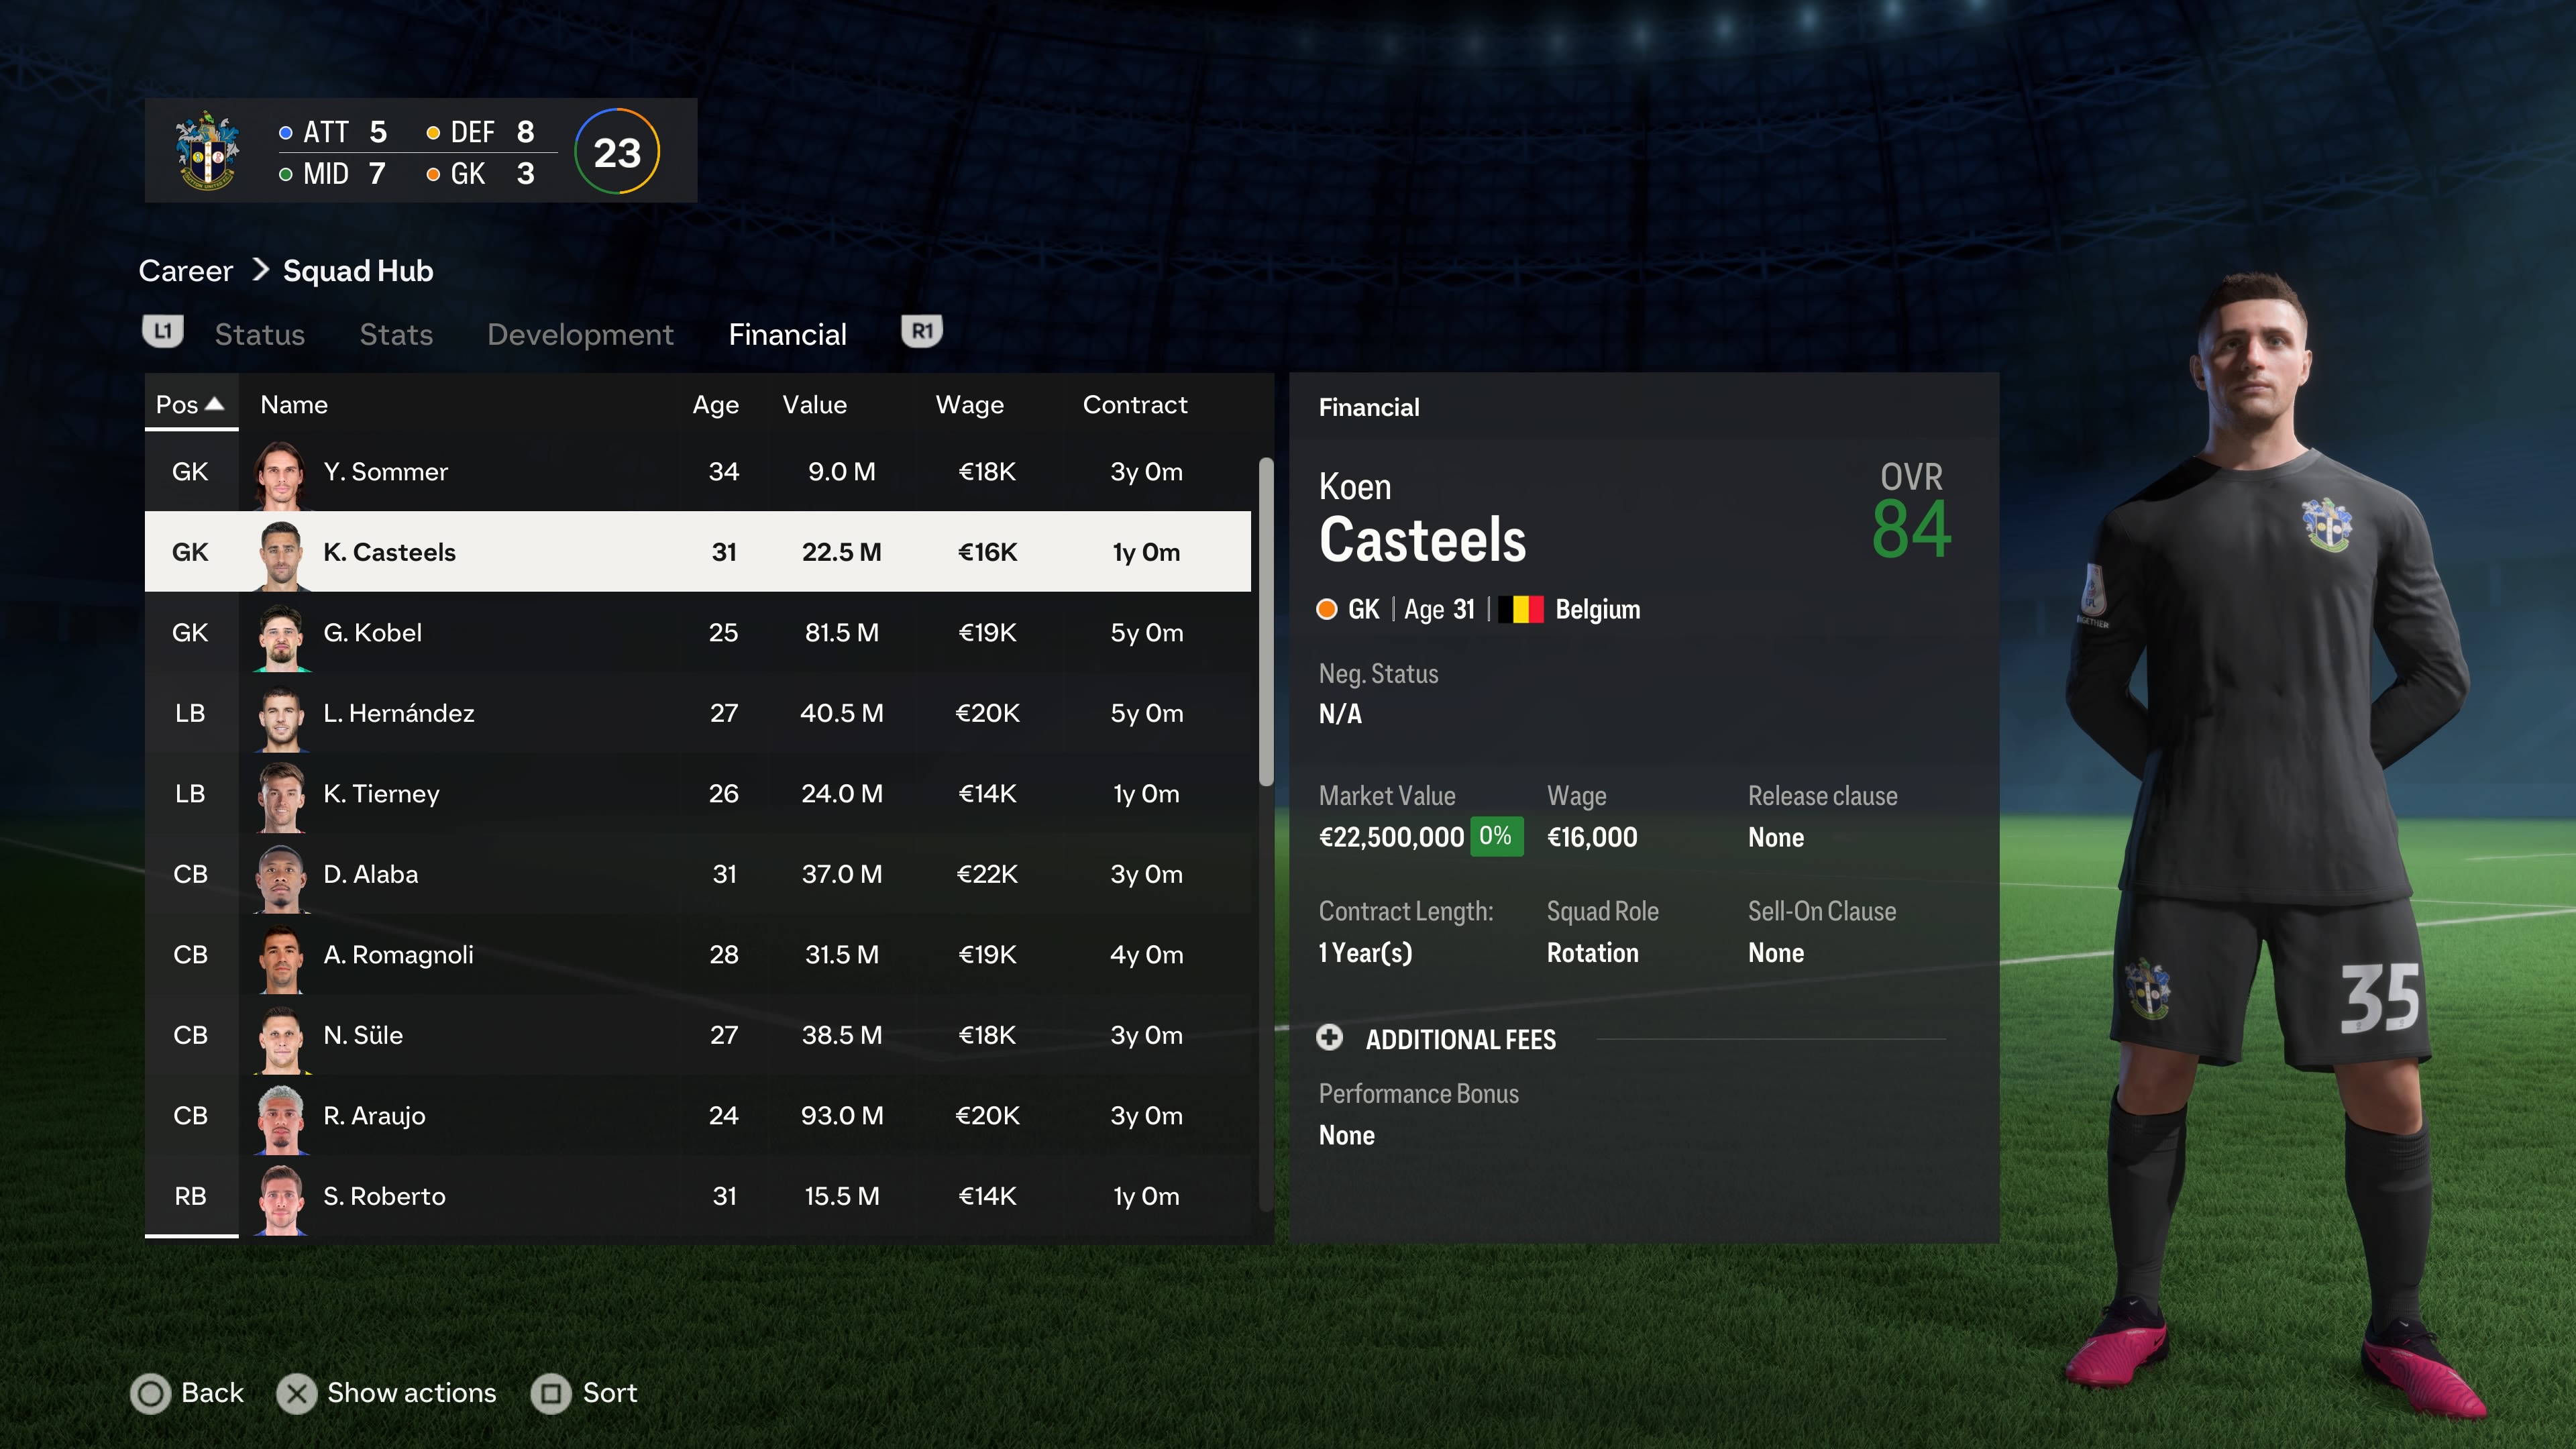 ATT 5 DEF 8
MID 7 GK 3
23
Career > Squad Hub
L1 Status Stats Development Financial R1
Pos Name Age Value Wage Contract
GK Y. Sommer 34 9.0 M €18K 3y 0m
GK K. Casteels 31 22.5 M €16K 1y 0m
GK G. Kobel 25 81.5 M €19K 5y 0m
LB L. Hernández 27 40.5 M €20K 5y 0m
LB K. Tierney 26 24.0 M €14K 1y 0m
CB D. Alaba 31 37.0 M €22K 3y 0m
CB A. Romagnoli 28 31.5 M €19K 4y 0m
CB N. Süle 27 38.5 M €18K 3y 0m
CB R. Araujo 24 93.0 M €20K 3y 0m
RB S. Roberto 31 15.5 M €14K 1y 0m
Financial
Koen
Casteels
OVR
84
GK | Age 31 | Belgium
Neg. Status
N/A
Market Value Wage Release clause
€22,500,000 0% €16,000 None
Contract Length: Squad Role Sell-On Clause
1 Year(s) Rotation None
ADDITIONAL FEES
Performance Bonus
None
35
Back Show actions Sort